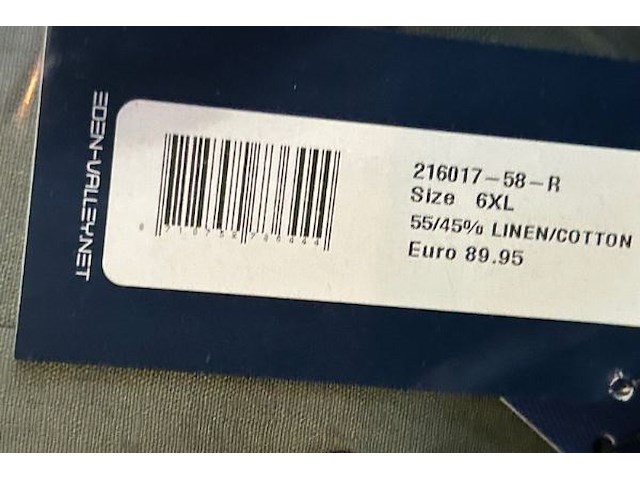 EDEN-VALLEY.NET
216017-58-R
Size 6XL
55/45% LINEN/COTTON
Euro 89.95